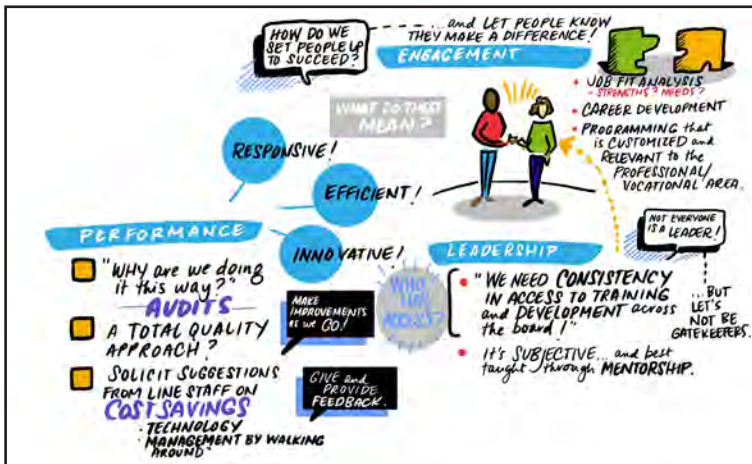 HOW DO WE
SET PEOPLE UP
TO SUCCEED?
...and LET PEOPLE KNOW
THEY MAKE A DIFFERENCE!
ENGAGEMENT
• JOB FIT ANALYSIS
- STRENGTHS? NEEDS?
• CAREER DEVELOPMENT
• PROGRAMMING that
is CUSTOMIZED and
RELEVANT to the
PROFESSIONAL/
VOCATIONAL AREA.
WHAT DO THESE
MEAN?
RESPONSIVE!
EFFICIENT!
INNOVATIVE!
PERFORMANCE
"WHY are we doing
it this way?"
AUDITS
A TOTAL QUALITY
APPROACH?
SOLICIT SUGGESTIONS
FROM LINE STAFF ON
COST SAVINGS
• TECHNOLOGY
• MANAGEMENT BY WALKING
AROUND"
MAKE
IMPROVEMENTS
as we GO!
GIVE and
PROVIDE
FEEDBACK.
LEADERSHIP
WHO
HAS
ACCESS?
• "WE NEED CONSISTENCY
IN ACCESS TO TRAINING
and DEVELOPMENT across
the board!"
• It's SUBJECTIVE... and best
taught through MENTORSHIP.
NOT EVERYONE
IS A LEADER!
...BUT
LET'S
NOT BE
GATEKEEPERS.